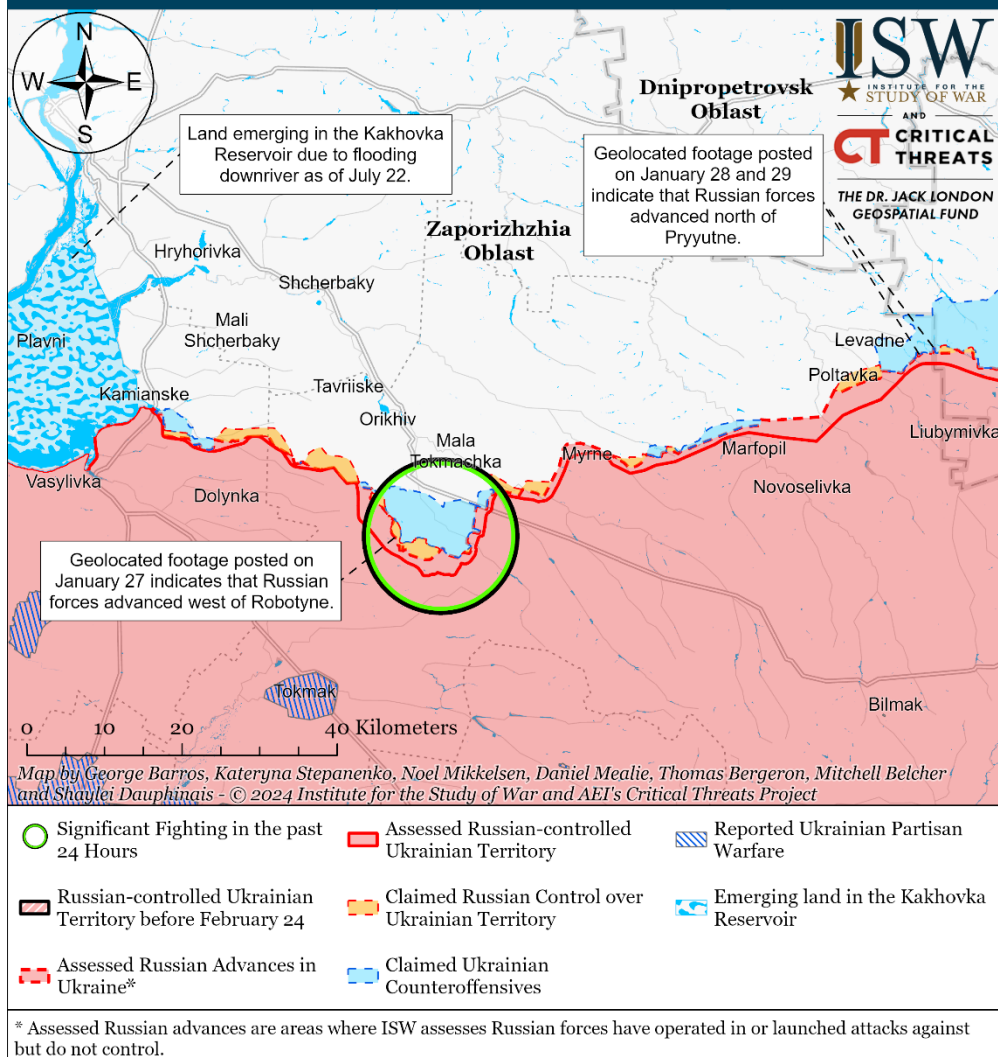 N
W
E
S
ISW
INSTITUTE FOR THE
STUDY OF WAR
AND
CT CRITICAL
THREATS
THE DR. JACK LONDON
GEOSPATIAL FUND
Dnipropetrovsk
Oblast
Land emerging in the Kakhovka
Reservoir due to flooding
downriver as of July 22.
Geolocated footage posted
on January 28 and 29
indicate that Russian forces
advanced north of
Pryyutne.
Zaporizhzhia
Oblast
Hryhorivka
Shcherbaky
Mali
Shcherbaky
Plavni
Levadne
Poltavka
Kamianske
Tavriiske
Orikhiv
Mala
Tokmachka
Myrne
Marfopil
Liubymivka
Vasylivka
Dolynka
Novoselivka
Geolocated footage posted on
January 27 indicates that Russian
forces advanced west of Robotyne.
Tokmak
Bilmak
0 20 40 Kilometers
Map by George Barros, Kateryna Stepanenko, Noel Mikkelsen, Daniel Mealie, Thomas Bergeron, Mitchell Belcher
and Shaylei Dauphinais - © 2024 Institute for the Study of War and AEI's Critical Threats Project
Significant Fighting in the past
24 Hours
Assessed Russian-controlled
Ukrainian Territory
Reported Ukrainian Partisan
Warfare
Russian-controlled Ukrainian
Territory before February 24
Claimed Russian Control over
Ukrainian Territory
Emerging land in the Kakhovka
Reservoir
Assessed Russian Advances in
Ukraine*
Claimed Ukrainian
Counteroffensives
* Assessed Russian advances are areas where ISW assesses Russian forces have operated in or launched attacks against
but do not control.